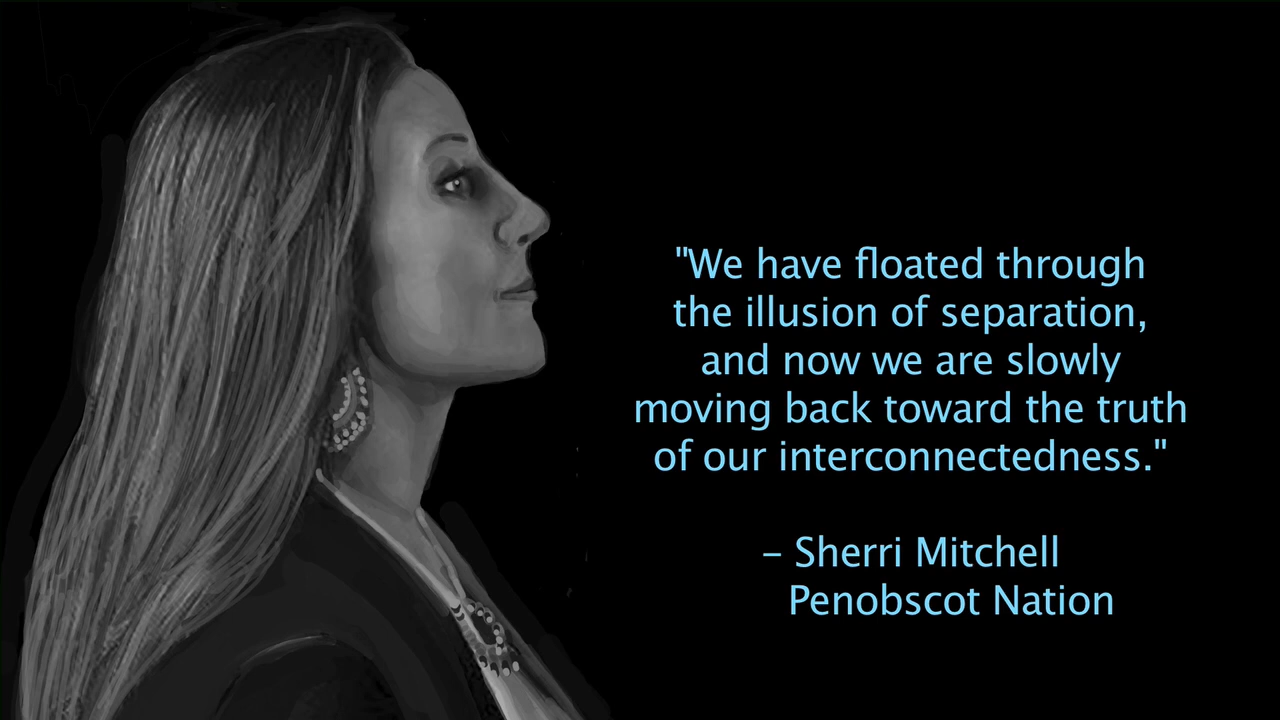 "We have floated through
the illusion of separation,
and now we are slowly
moving back toward the truth
of our interconnectedness."
– Sherri Mitchell
Penobscot Nation